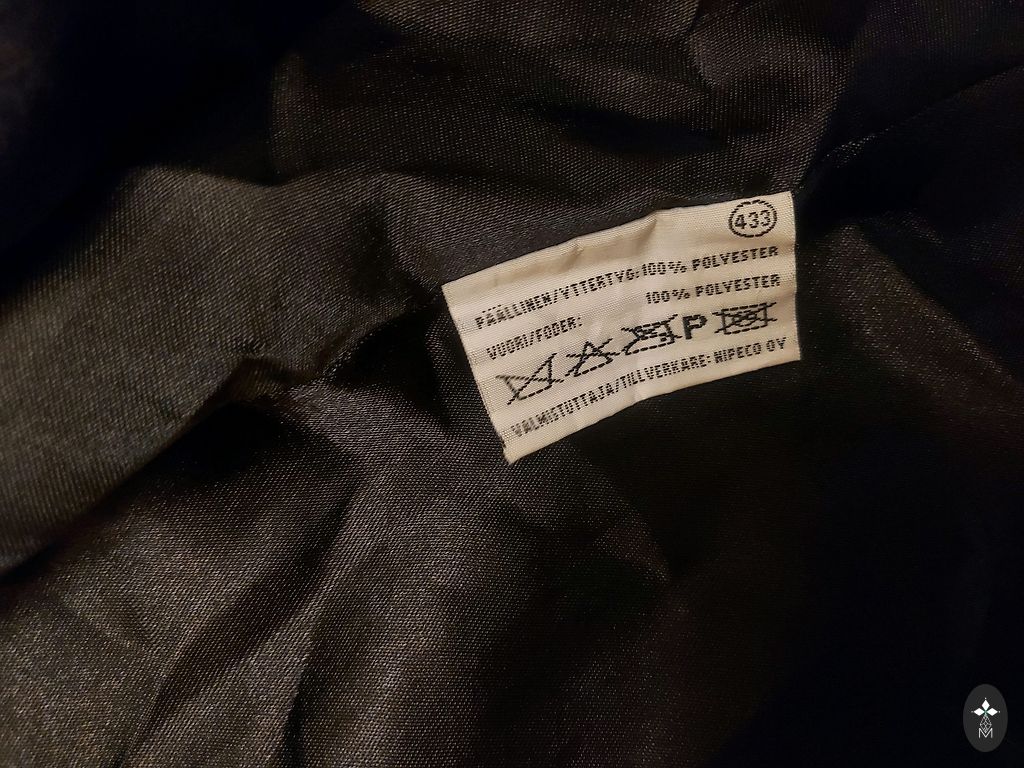 433
PÄÄLLINEN/YTTERTYG: 100% POLYESTER
VUORI/FODER: 100% POLYESTER
P
VALMISTUTTAJA/TILLVERKARE: NIPECO OY
M